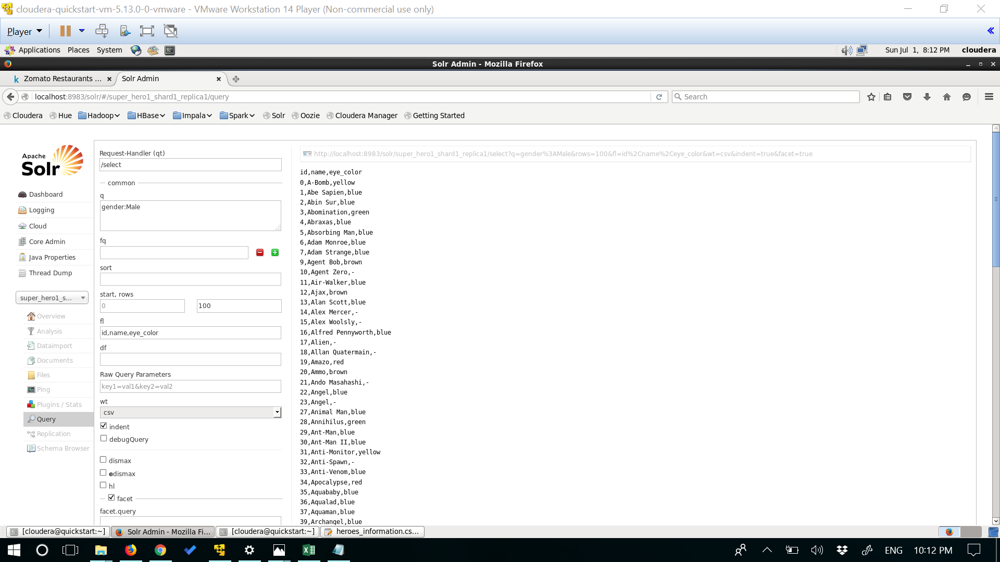 cloudera-quickstart-vm-5.13.0-0-vmware - VMware Workstation 14 Player (Non-commercial use only)
Player
Applications Places System
Sun Jul 1, 8:12 PM cloudera
Solr Admin - Mozilla Firefox
k Zomato Restaurants ...
Solr Admin
localhost:8983/solr/#/super_hero1_shard1_replica1/query
Search
Cloudera Hue Hadoop HBase Impala Spark Solr Oozie Cloudera Manager Getting Started
Apache
Solr
Dashboard
Logging
Cloud
Core Admin
Java Properties
Thread Dump
super_hero1_s...
Overview
Analysis
Dataimport
Documents
Files
Ping
Plugins / Stats
Query
Replication
Schema Browser
Request-Handler (qt)
/select
common
q
gender:Male
fq
sort
start, rows
0
100
fl
id,name,eye_color
df
Raw Query Parameters
key1=val1&key2=val2
wt
csv
indent
debugQuery
dismax
edismax
hl
facet
facet.query
http://localhost:8983/solr/super_hero1_shard1_replica1/select?q=gender%3AMale&rows=100&fl=id%2Cname%2Ceye_color&wt=csv&indent=true&facet=true
id,name,eye_color
0,A-Bomb,yellow
1,Abe Sapien,blue
2,Abin Sur,blue
3,Abomination,green
4,Abraxas,blue
5,Absorbing Man,blue
6,Adam Monroe,blue
7,Adam Strange,blue
9,Agent Bob,brown
10,Agent Zero,-
11,Air-Walker,blue
12,Ajax,brown
13,Alan Scott,blue
14,Alex Mercer,-
15,Alex Woolsly,-
16,Alfred Pennyworth,blue
17,Alien,-
18,Allan Quatermain,-
19,Amazo,red
20,Ammo,brown
21,Ando Masahashi,-
22,Angel,blue
23,Angel,-
27,Animal Man,blue
28,Annihilus,green
29,Ant-Man,blue
30,Ant-Man II,blue
31,Anti-Monitor,yellow
32,Anti-Spawn,-
33,Anti-Venom,blue
34,Apocalypse,red
35,Aquababy,blue
36,Aqualad,blue
37,Aquaman,blue
39,Archangel,blue
[cloudera@quickstart:~]
Solr Admin - Mozilla Fi...
[cloudera@quickstart:~]
heroes_information.cs...
ENG 10:12 PM